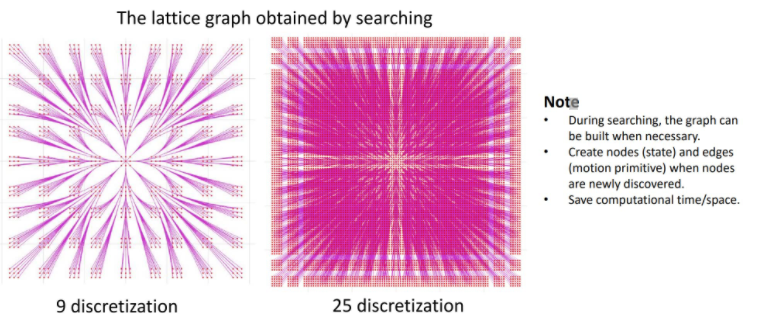 The lattice graph obtained by searching
9 discretization
25 discretization
Note
• During searching, the graph can
be built when necessary.
• Create nodes (state) and edges
(motion primitive) when nodes
are newly discovered.
• Save computational time/space.